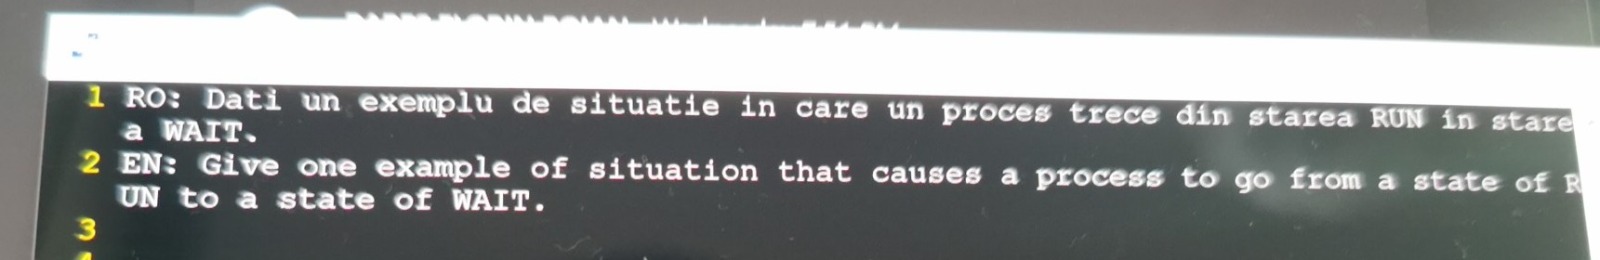 1 RO: Dati un exemplu de situatie in care un proces trece din starea RUN in stare
a WAIT.
2 EN: Give one example of situation that causes a process to go from a state of R
UN to a state of WAIT.
3